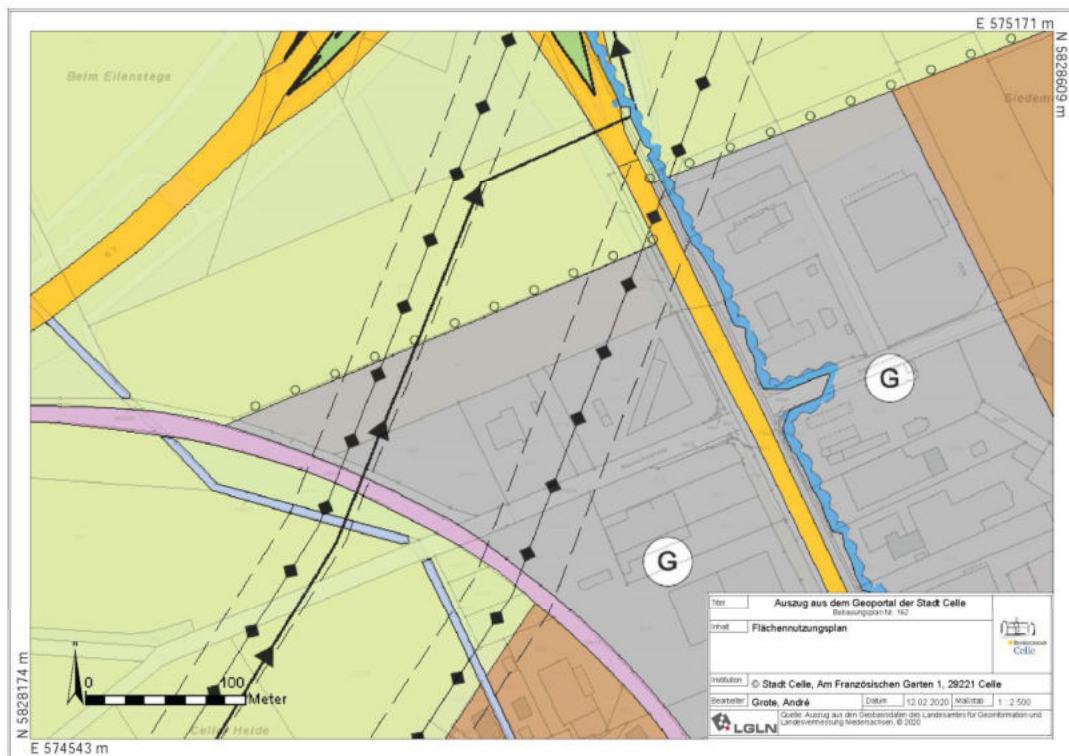 E 575171 m
N 5828609 m
Beim Eilenstege
G
G
N 5828174 m
0 100
Meter
Celler Heide
E 574543 m
Titel Auszug aus dem Geoportal der Stadt Celle
Bebauungsplan Nr. 162
Inhalt Flächennutzungsplan
Residenzstadt
Celle
Institution © Stadt Celle, Am Französischen Garten 1, 29221 Celle
Bearbeiter Grote, André Datum 12.02.2020 Maßstab 1 : 2 500
LGLN
Quelle: Auszug aus den Geobasisdaten des Landesamtes für Geoinformation und
Landesvermessung Niedersachsen, © 2020